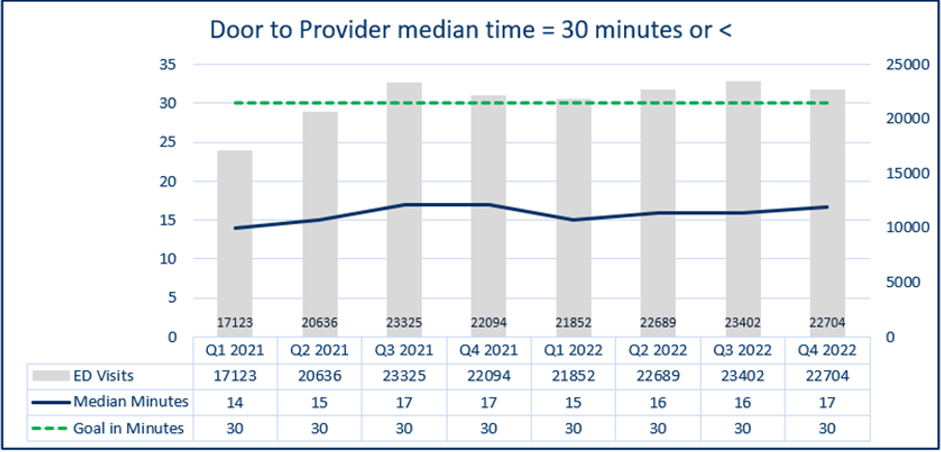 Door to Provider median time = 30 minutes or <
35 25000
30
20000
25
15000
20
15
10000
10
5000
5
17123 20636 23325 22094 21852 22689 23402 22704
0 0
Q1 2021 Q2 2021 Q3 2021 Q4 2021 Q1 2022 Q2 2022 Q3 2022 Q4 2022
ED Visits 17123 20636 23325 22094 21852 22689 23402 22704
Median Minutes 14 15 17 17 15 16 16 17
Goal in Minutes 30 30 30 30 30 30 30 30